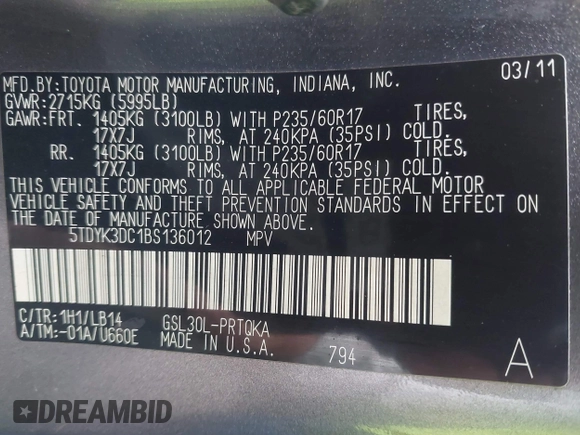 MFD.BY:TOYOTA MOTOR MANUFACTURING, INDIANA, INC. 03/11
GVWR:2715KG (5995LB)
GAWR:FRT. 1405KG (3100LB) WITH P235/60R17 TIRES,
17X7J RIMS, AT 240KPA (35PSI) COLD.
RR. 1405KG (3100LB) WITH P235/60R17 TIRES,
17X7J RIMS, AT 240KPA (35PSI) COLD.
THIS VEHICLE CONFORMS TO ALL APPLICABLE FEDERAL MOTOR
VEHICLE SAFETY AND THEFT PREVENTION STANDARDS IN EFFECT ON
THE DATE OF MANUFACTURE SHOWN ABOVE.
5TDYK3DC1BS136012 MPV
C/TR:1H1/LB14 GSL30L-PRTQKA
A/TM:-01A/U660E MADE IN U.S.A. 794 A
DREAMBID